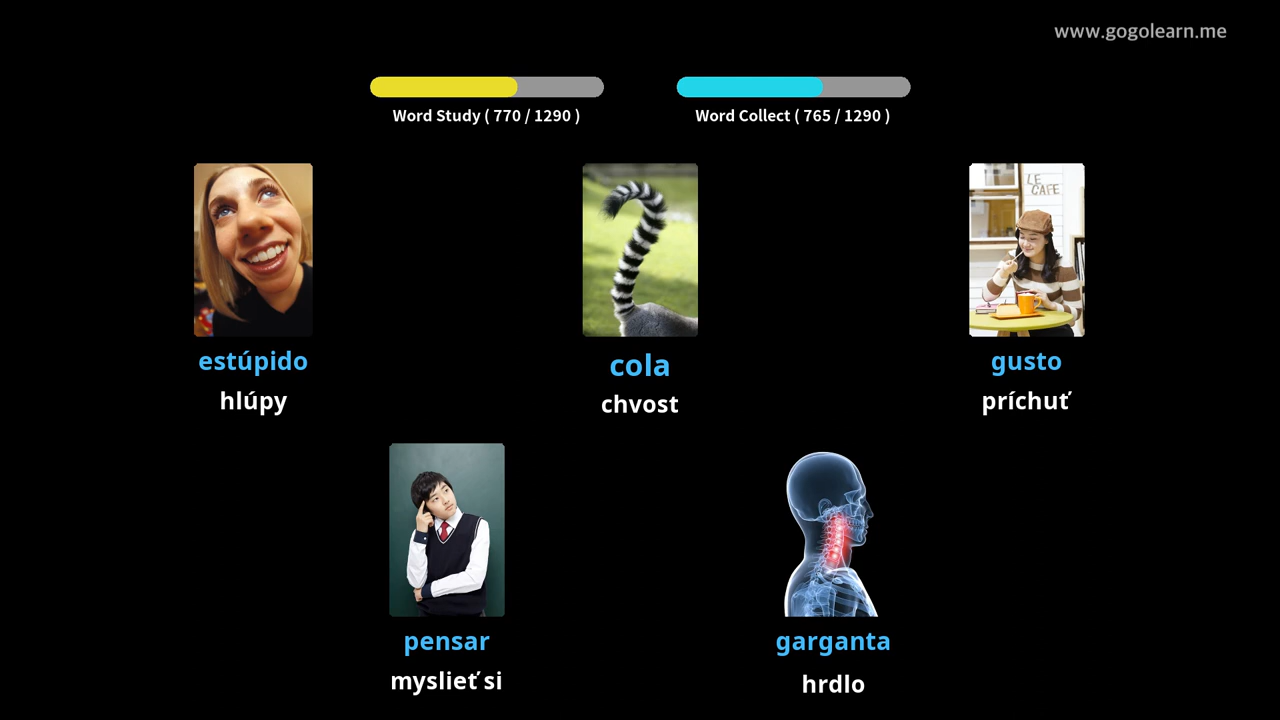 www.gogolearn.me
Word Study ( 770 / 1290 )
Word Collect ( 765 / 1290 )
LE
CAFE
estúpido
hlúpy
cola
chvost
gusto
príchuť
pensar
myslieť si
garganta
hrdlo